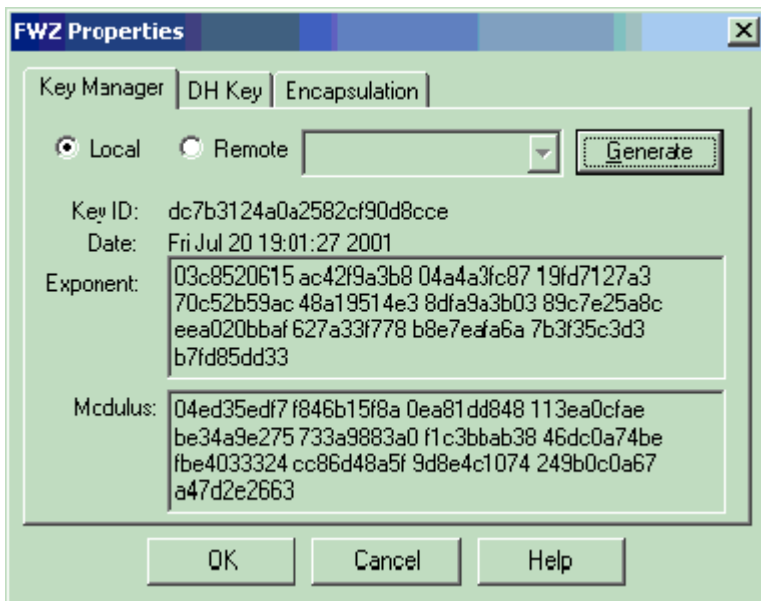 FWZ Properties
Key Manager DH Key Encapsulation
Local Remote Generate
Key ID: dc7b3124a0a2582cf90d8cce
Date: Fri Jul 20 19:01:27 2001
Exponent: 03c8520615 ac42f9a3b8 04a4a3fc87 19fd7127a3
70c52b59ac 48a19514e3 8dfa9a3b03 89c7e25a8c
eea020bbaf 627a33f778 b8e7eafa6a 7b3f35c3d3
b7fd85dd33
Modulus: 04ed35edf7 f846b15f8a 0ea81dd848 113ea0cfae
be34a9e275 733a9883a0 f1c3bbab38 46dc0a74be
fbe4033324 cc86d48a5f 9d8e4c1074 249b0c0a67
a47d2e2663
OK Cancel Help